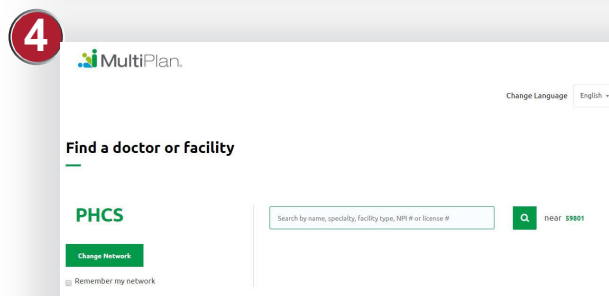 4
MultiPlan.
Change Language English
Find a doctor or facility
PHCS
Search by name, specialty, facility type, NPI # or license #
near 59801
Change Network
Remember my network